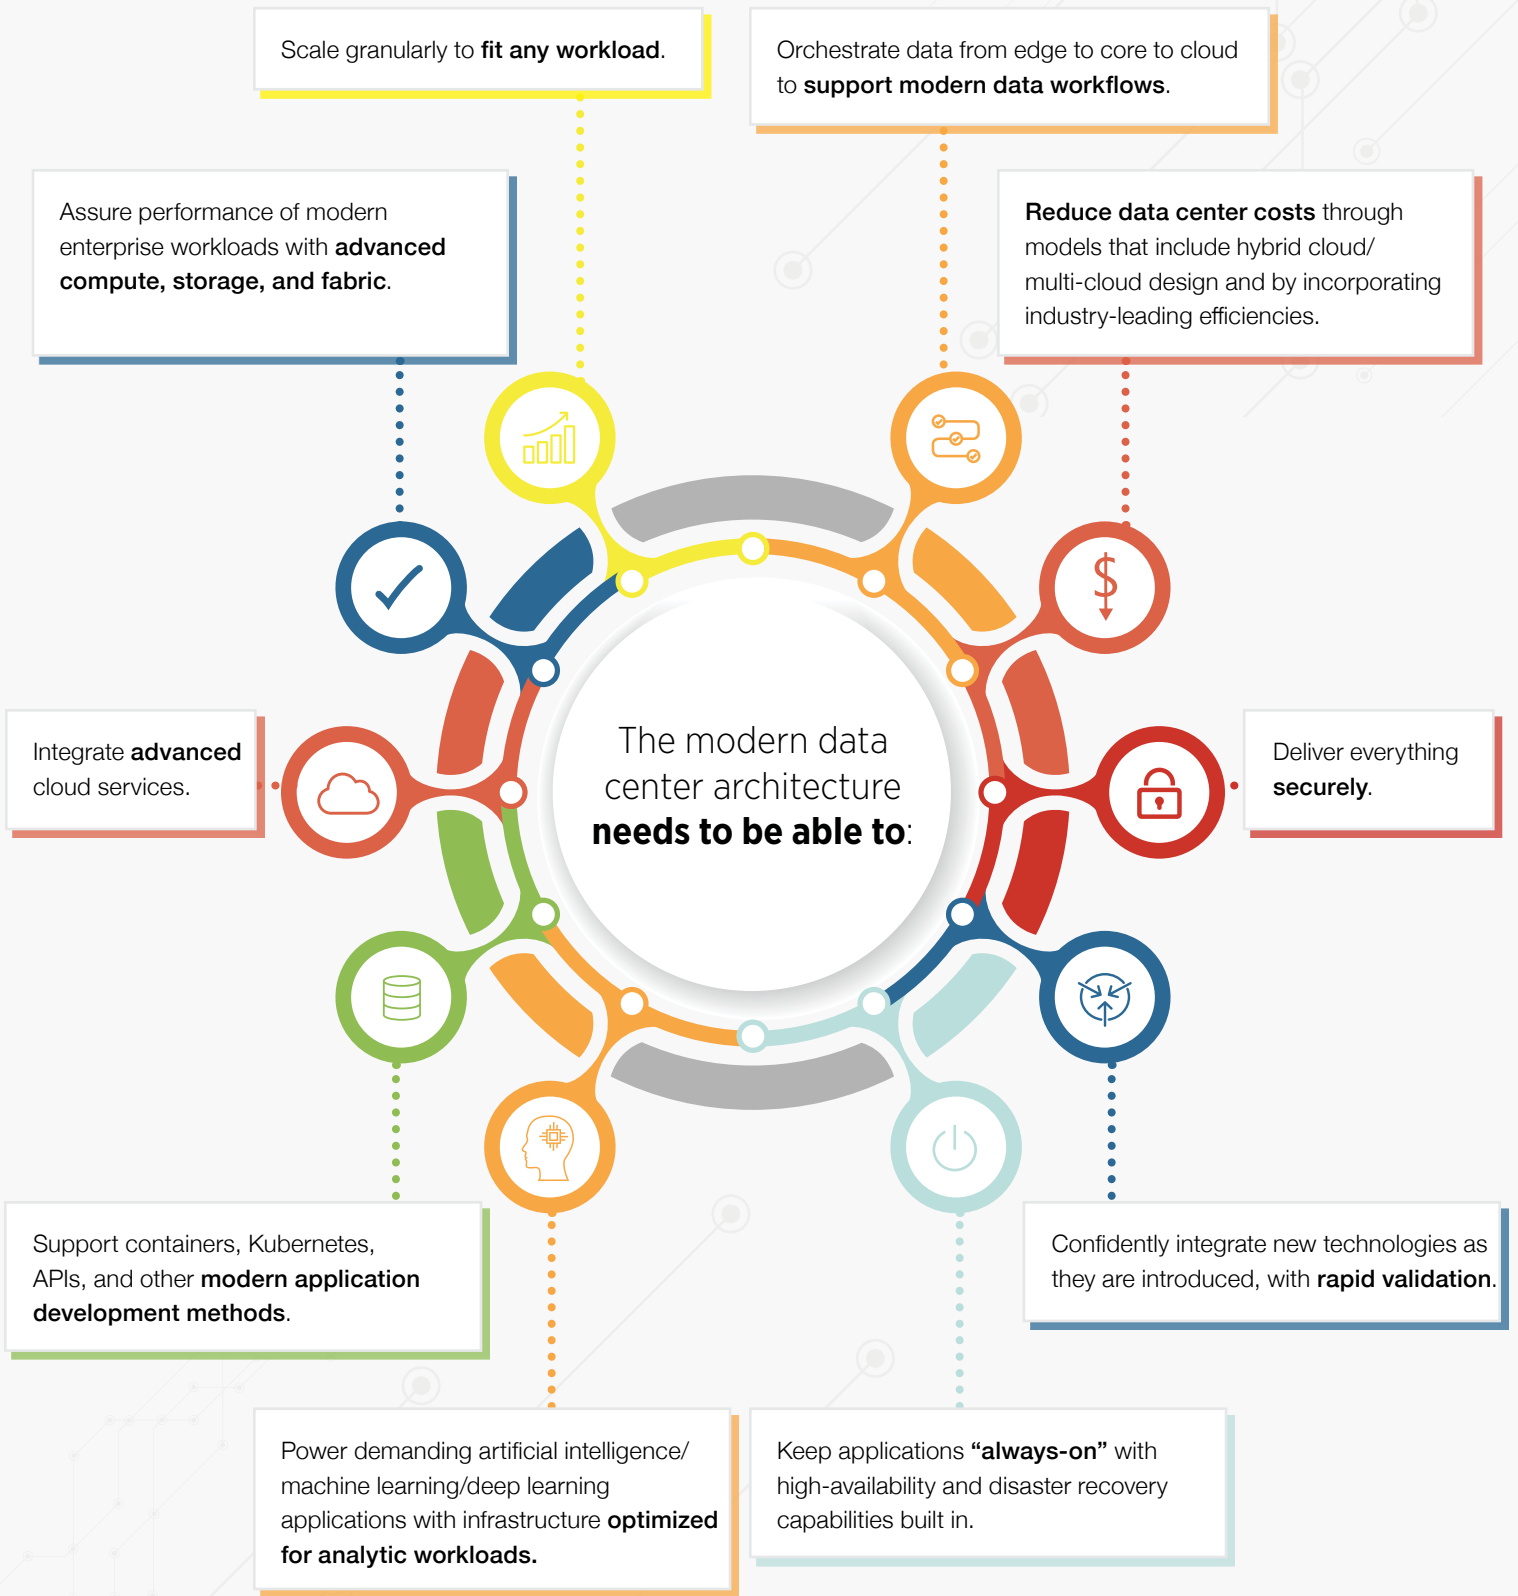 Scale granularly to fit any workload.
Orchestrate data from edge to core to cloud
to support modern data workflows.
Assure performance of modern
enterprise workloads with advanced
compute, storage, and fabric.
Reduce data center costs through
models that include hybrid cloud/
multi-cloud design and by incorporating
industry-leading efficiencies.
Integrate advanced
cloud services.
The modern data
center architecture
needs to be able to:
Deliver everything
securely.
Support containers, Kubernetes,
APIs, and other modern application
development methods.
Confidently integrate new technologies as
they are introduced, with rapid validation.
Power demanding artificial intelligence/
machine learning/deep learning
applications with infrastructure optimized
for analytic workloads.
Keep applications “always-on” with
high-availability and disaster recovery
capabilities built in.